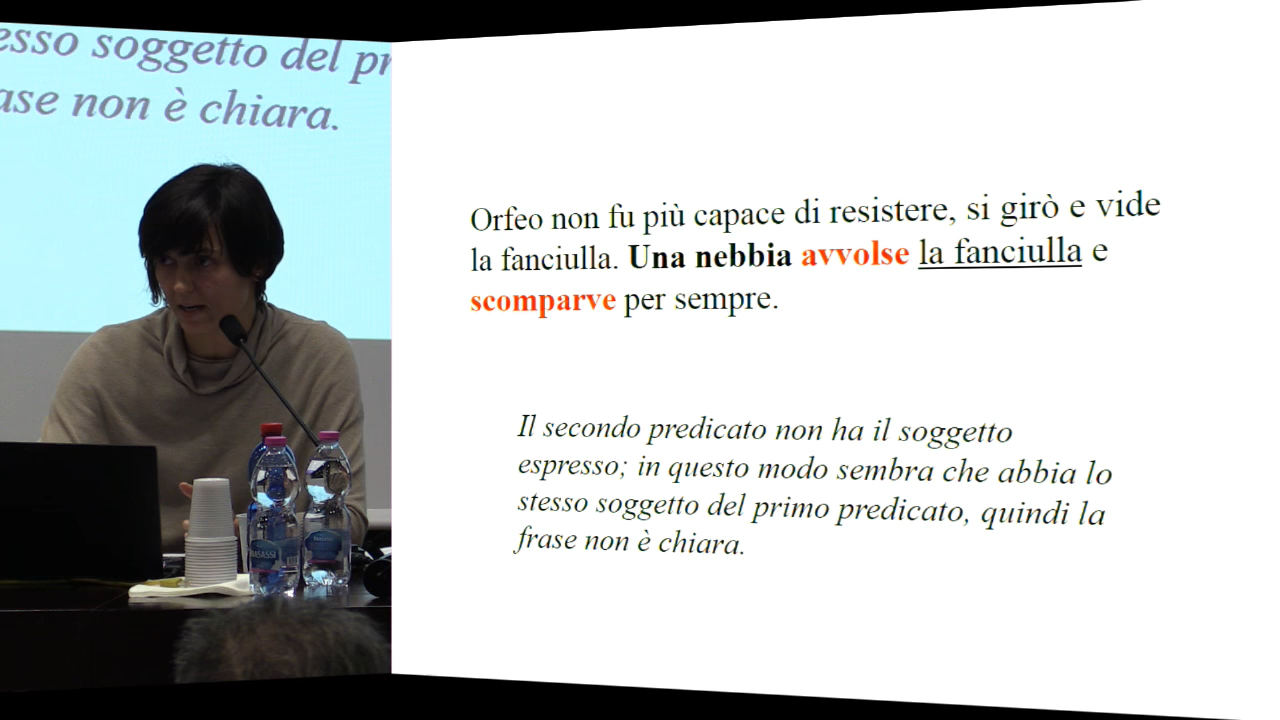 esso soggetto del pr
ase non è chiara.
Orfeo non fu più capace di resistere, si girò e vide
la fanciulla. Una nebbia avvolse la fanciulla e
scomparve per sempre.
Il secondo predicato non ha il soggetto
espresso; in questo modo sembra che abbia lo
stesso soggetto del primo predicato, quindi la
frase non è chiara.